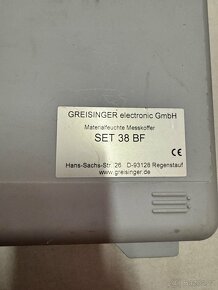 GREISINGER electronic GmbH
Materialfeuchte Messkoffer
SET 38 BF
Hans-Sachs-Str. 26 D-93128 Regenstauf
www.greisinger.de